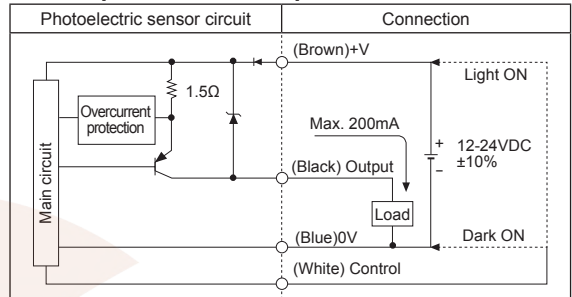 Photoelectric sensor circuit
Connection
(Brown)+V
Light ON
1.5Ω
Overcurrent
protection
Max. 200mA
+
12-24VDC
±10%
−
(Black) Output
Main circuit
Load
(Blue)0V
Dark ON
(White) Control